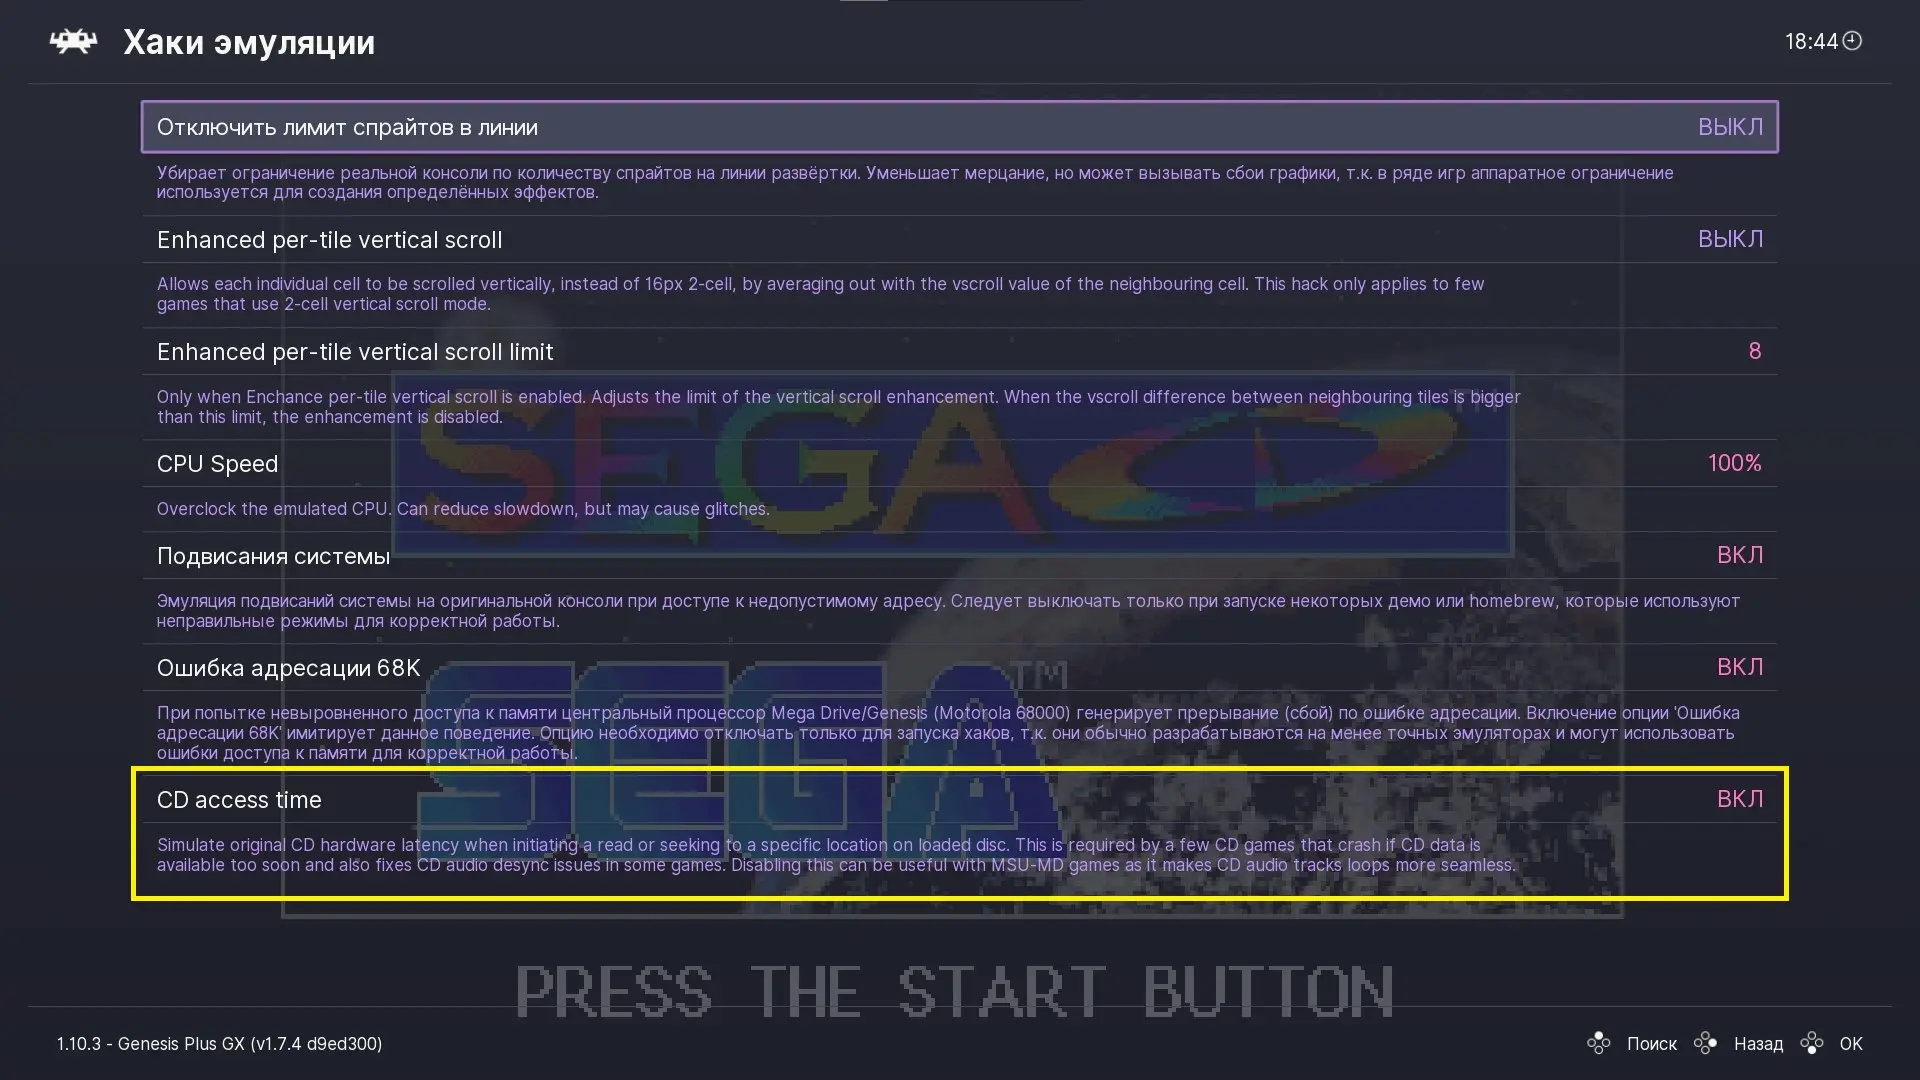 Хаки эмуляции
18:44
Отключить лимит спрайтов в линии ВЫКЛ
Убирает ограничение реальной консоли по количеству спрайтов на линии развёртки. Уменьшает мерцание, но может вызывать сбои графики, т.к. в ряде игр аппаратное ограничение
используется для создания определённых эффектов.
Enhanced per-tile vertical scroll ВЫКЛ
Allows each individual cell to be scrolled vertically, instead of 16px 2-cell, by averaging out with the vscroll value of the neighbouring cell. This hack only applies to few
games that use 2-cell vertical scroll mode.
Enhanced per-tile vertical scroll limit 8
Only when Enchance per-tile vertical scroll is enabled. Adjusts the limit of the vertical scroll enhancement. When the vscroll difference between neighbouring tiles is bigger
than this limit, the enhancement is disabled.
SEGA CD TM
CPU Speed 100%
Overclock the emulated CPU. Can reduce slowdown, but may cause glitches.
Подвисания системы ВКЛ
Эмуляция подвисаний системы на оригинальной консоли при доступе к недопустимому адресу. Следует выключать только при запуске некоторых демо или homebrew, которые используют
неправильные режимы для корректной работы.
Ошибка адресации 68K ВКЛ
При попытке невыровненного доступа к памяти центральный процессор Mega Drive/Genesis (Motorola 68000) генерирует прерывание (сбой) по ошибке адресации. Включение опции 'Ошибка
адресации 68K' имитирует данное поведение. Опцию необходимо отключать только для запуска хаков, т.к. они обычно разрабатываются на менее точных эмуляторах и могут использовать
ошибки доступа к памяти для корректной работы.
SEGA TM
CD access time ВКЛ
Simulate original CD hardware latency when initiating a read or seeking to a specific location on loaded disc. This is required by a few CD games that crash if CD data is
available too soon and also fixes CD audio desync issues in some games. Disabling this can be useful with MSU-MD games as it makes CD audio tracks loops more seamless.
PRESS THE START BUTTON
1.10.3 - Genesis Plus GX (v1.7.4 d9ed300)
Поиск Назад OK